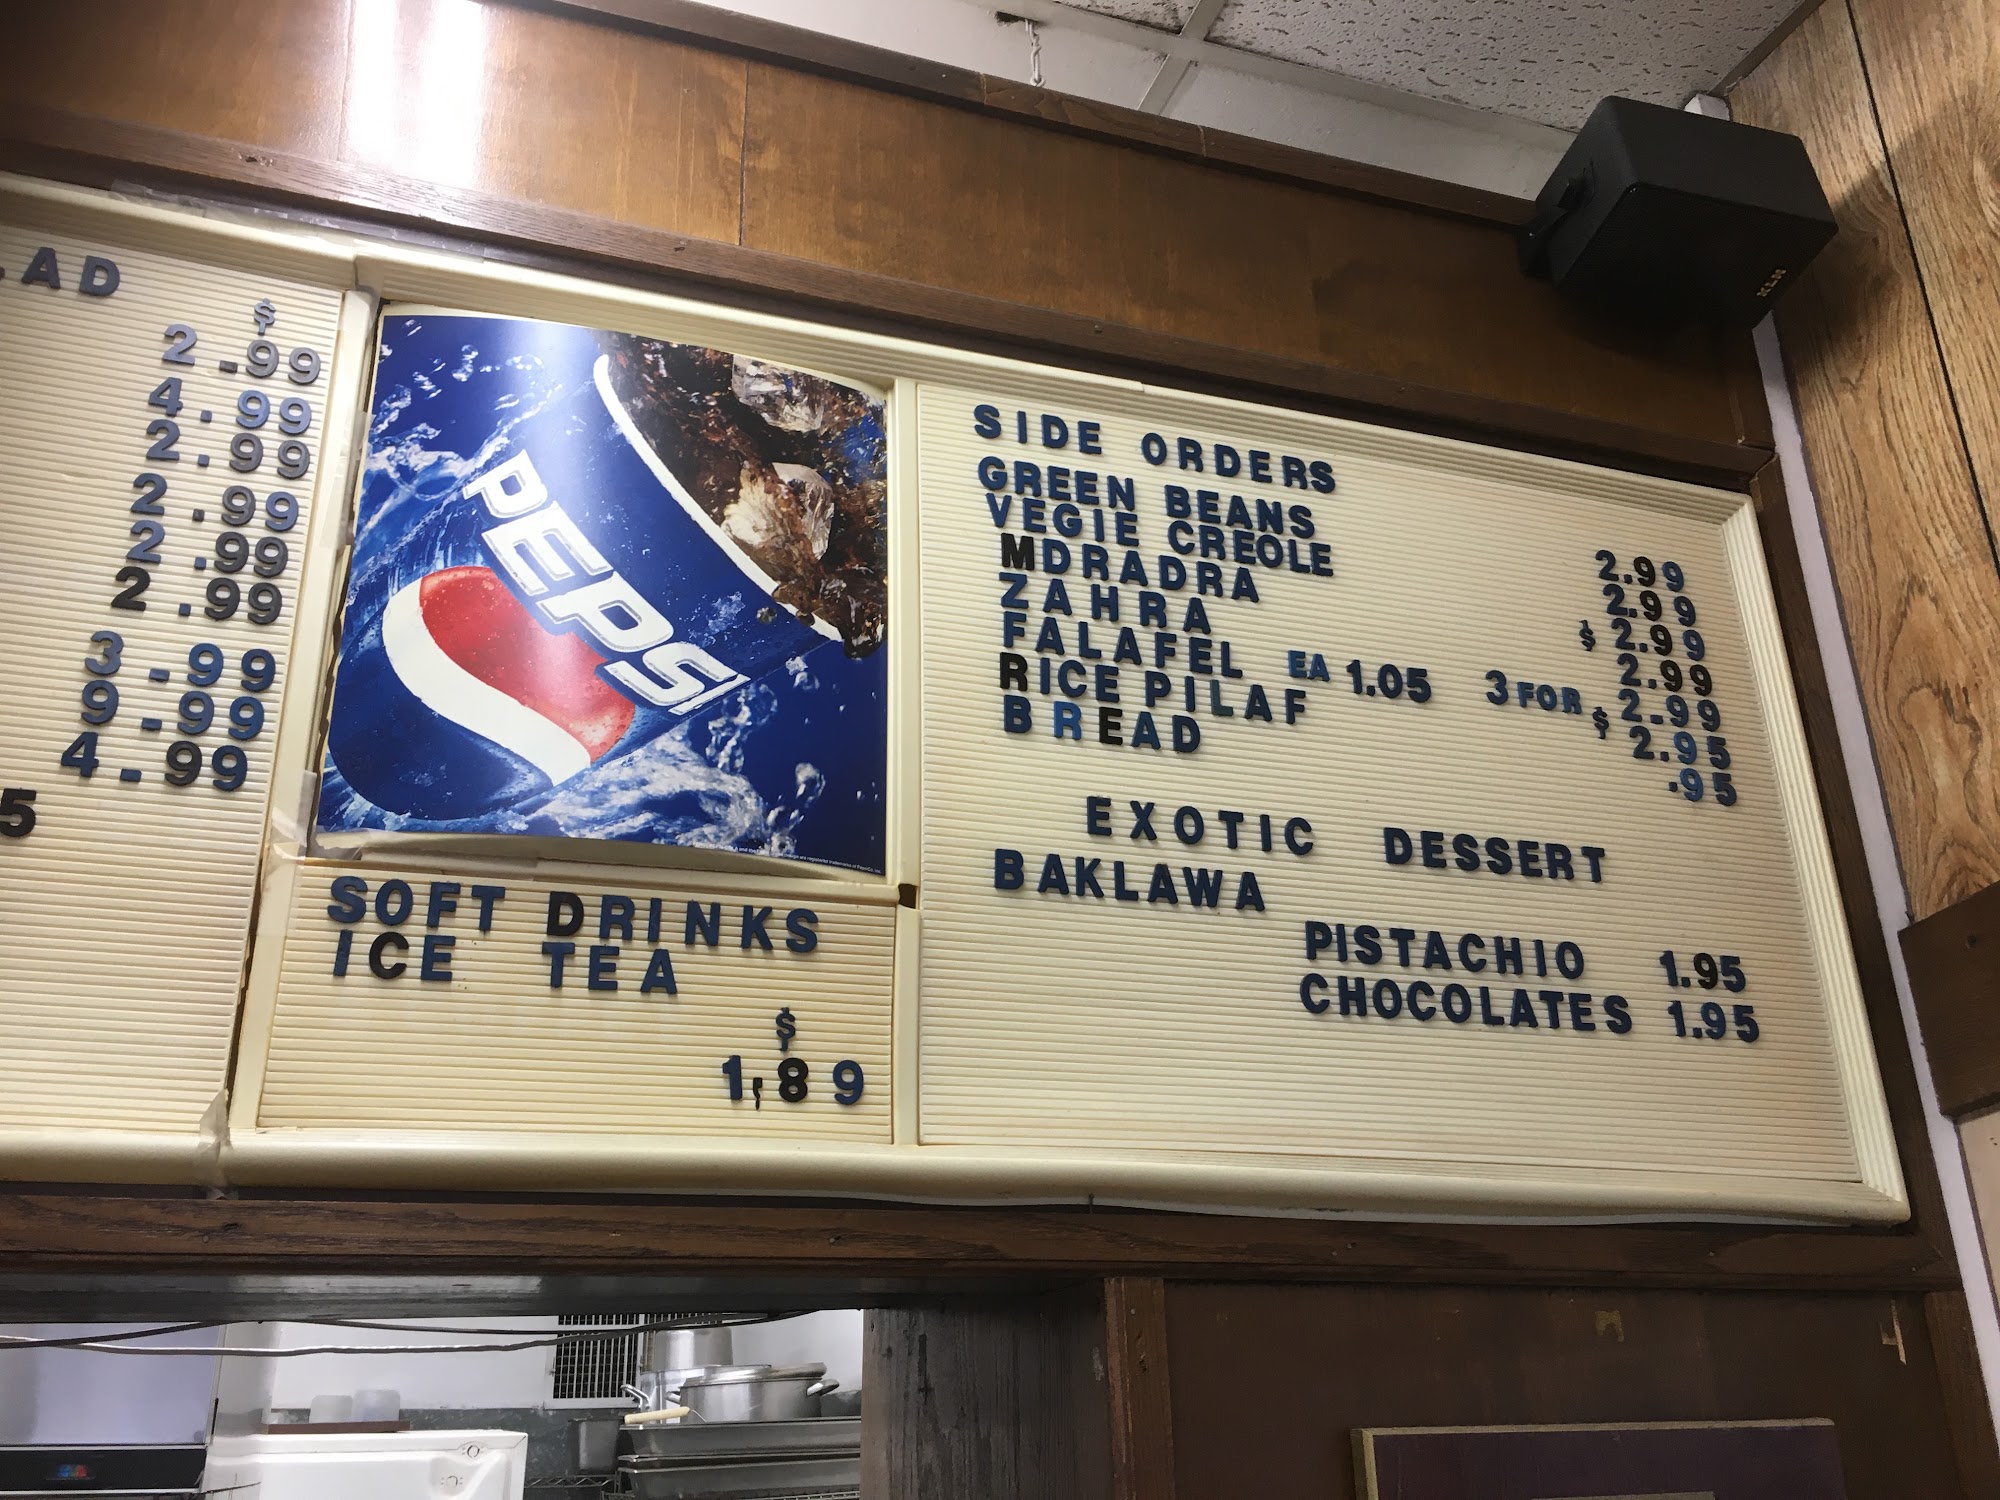 AD
$
2.99
4.99
2.99
2.99
2.99
2.99
3.99
9.99
4.99
5
PEPSI
SOFT DRINKS
ICE TEA
$
1.89
SIDE ORDERS
GREEN BEANS 2.99
VEGIE CREOLE 2.99
MDRADRA $2.99
ZAHRA 2.99
FALAFEL EA 1.05 3 FOR 2.99
RICE PILAF $2.95
BREAD .95
EXOTIC DESSERT
BAKLAWA
PISTACHIO 1.95
CHOCOLATES 1.95